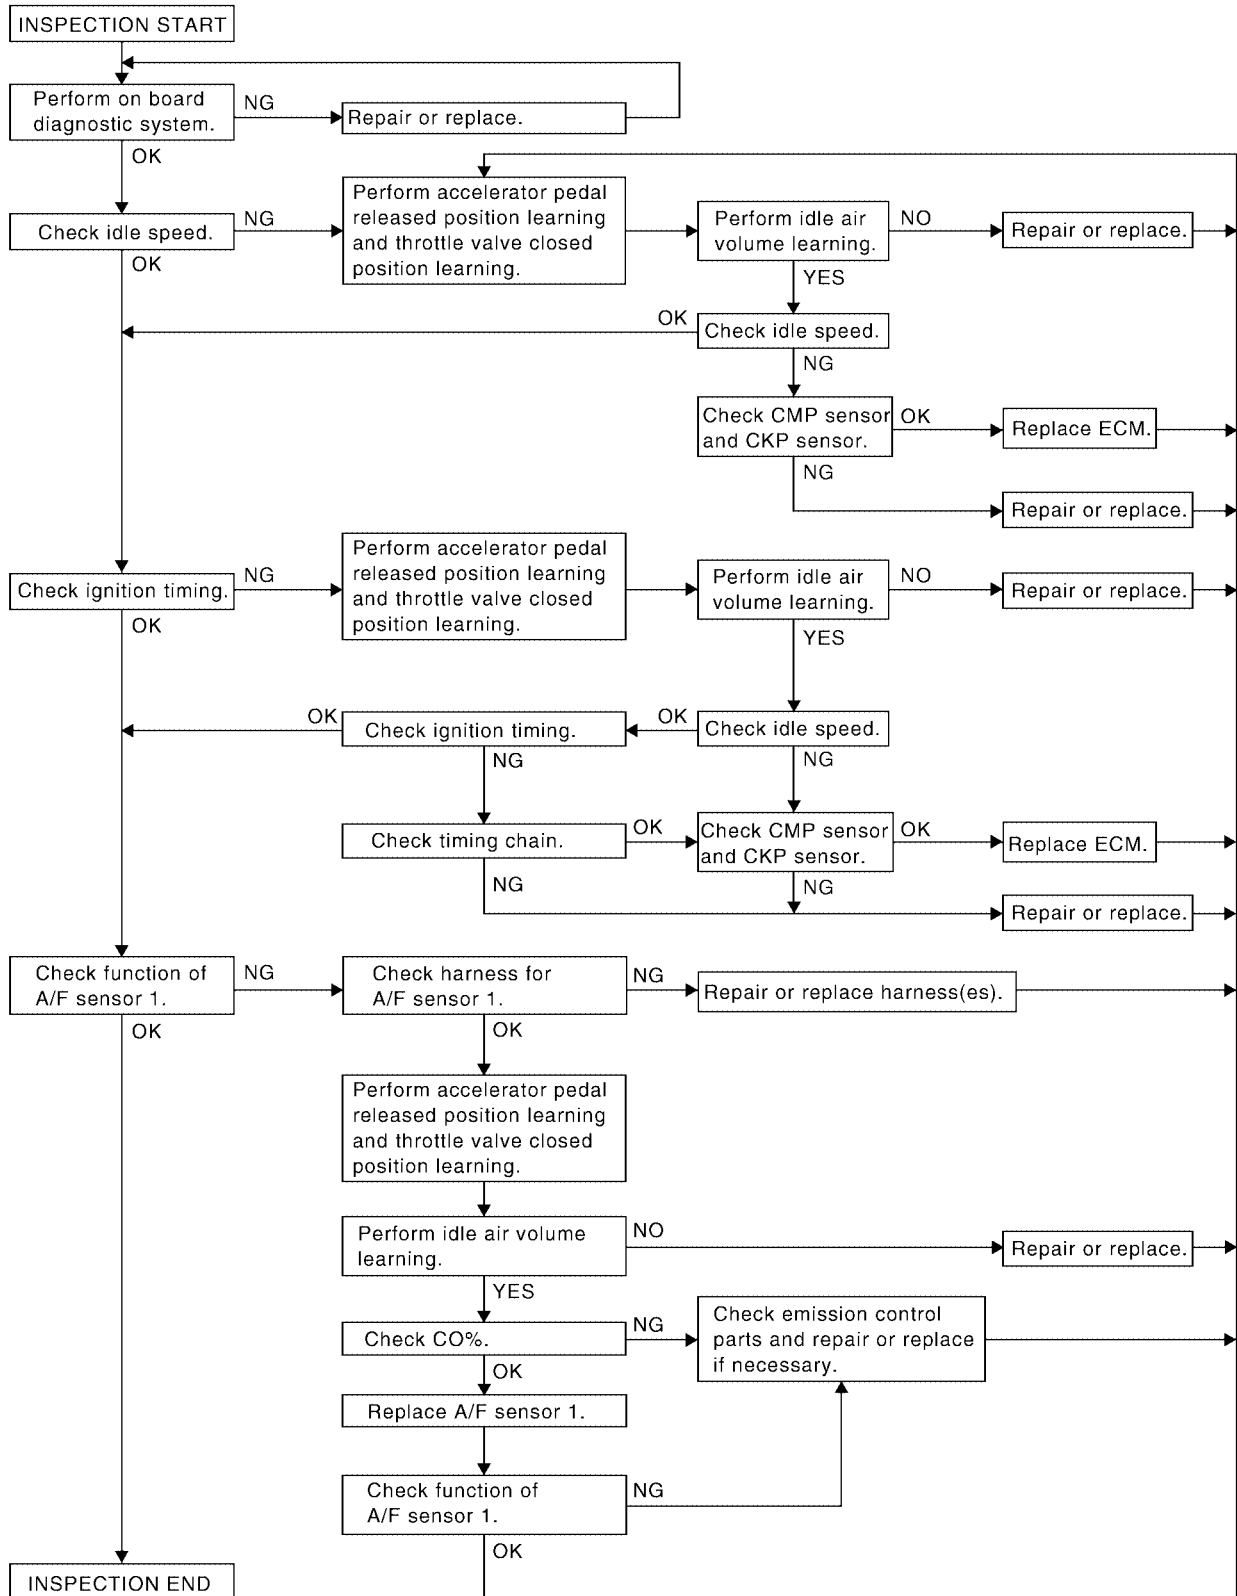 INSPECTION START
Perform on board
diagnostic system.
NG
Repair or replace.
OK
Check idle speed.
NG
Perform accelerator pedal
released position learning
and throttle valve closed
position learning.
Perform idle air
volume learning.
NO
Repair or replace.
OK
YES
OK
Check idle speed.
NG
Check CMP sensor
and CKP sensor.
OK
Replace ECM.
NG
Repair or replace.
Check ignition timing.
NG
Perform accelerator pedal
released position learning
and throttle valve closed
position learning.
Perform idle air
volume learning.
NO
Repair or replace.
OK
YES
OK
Check ignition timing.
OK
Check idle speed.
NG
NG
Check timing chain.
OK
Check CMP sensor
and CKP sensor.
OK
Replace ECM.
NG
NG
Repair or replace.
Check function of
A/F sensor 1.
NG
Check harness for
A/F sensor 1.
NG
Repair or replace harness(es).
OK
OK
Perform accelerator pedal
released position learning
and throttle valve closed
position learning.
Perform idle air volume
learning.
NO
Repair or replace.
YES
Check CO%.
NG
Check emission control
parts and repair or replace
if necessary.
OK
Replace A/F sensor 1.
Check function of
A/F sensor 1.
NG
OK
INSPECTION END